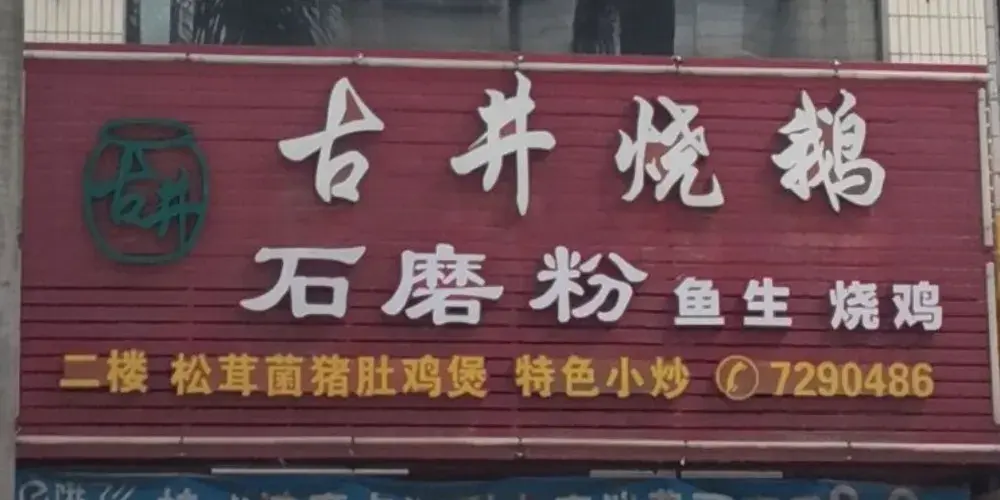 古井烧鹅
古井
石磨粉 鱼生 烧鸡
二楼 松茸菌猪肚鸡煲 特色小炒 7290486